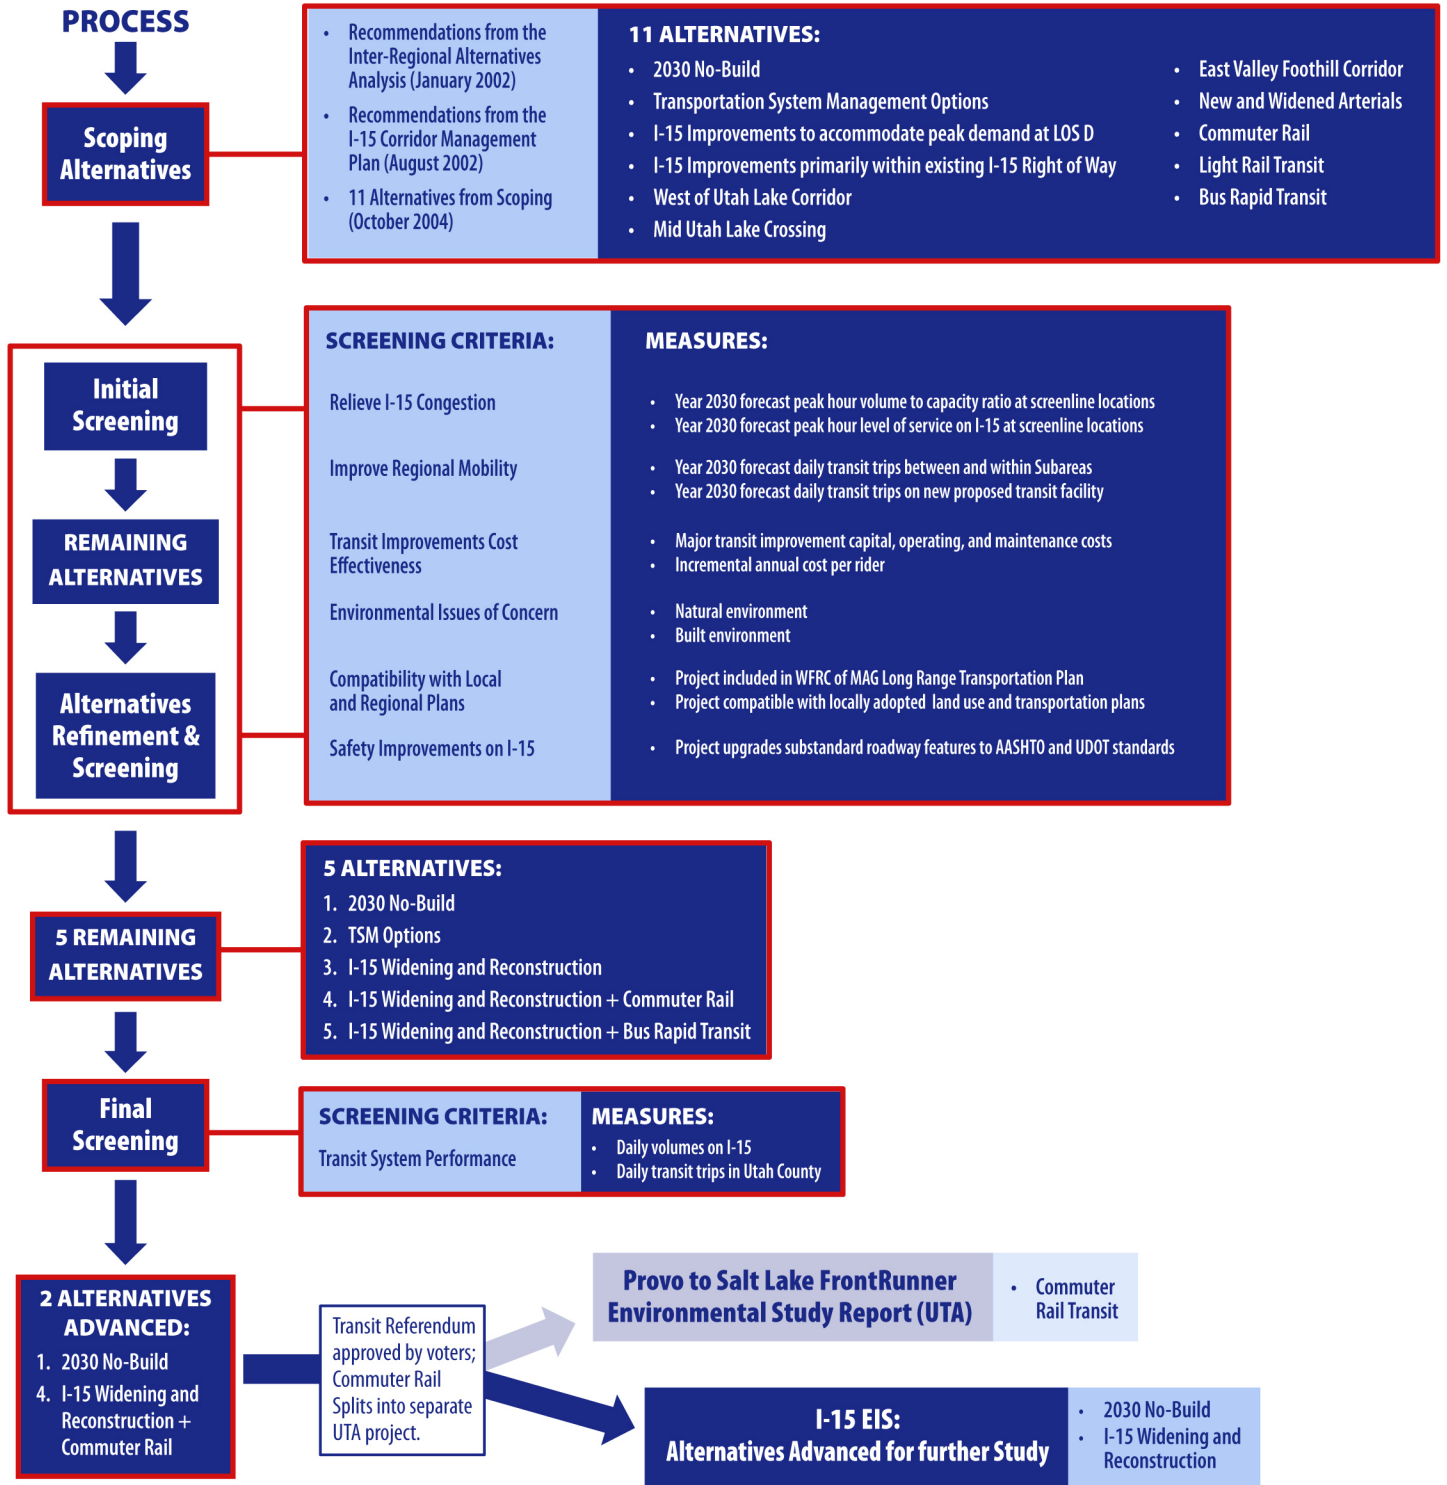 PROCESS
Scoping
Alternatives
• Recommendations from the
Inter-Regional Alternatives
Analysis (January 2002)
• Recommendations from the
I-15 Corridor Management
Plan (August 2002)
• 11 Alternatives from Scoping
(October 2004)
11 ALTERNATIVES:
• 2030 No-Build
• Transportation System Management Options
• I-15 Improvements to accommodate peak demand at LOS D
• I-15 Improvements primarily within existing I-15 Right of Way
• West of Utah Lake Corridor
• Mid Utah Lake Crossing
• East Valley Foothill Corridor
• New and Widened Arterials
• Commuter Rail
• Light Rail Transit
• Bus Rapid Transit
Initial
Screening
REMAINING
ALTERNATIVES
Alternatives
Refinement &
Screening
SCREENING CRITERIA:
MEASURES:
Relieve I-15 Congestion
• Year 2030 forecast peak hour volume to capacity ratio at screenline locations
• Year 2030 forecast peak hour level of service on I-15 at screenline locations
Improve Regional Mobility
• Year 2030 forecast daily transit trips between and within Subareas
• Year 2030 forecast daily transit trips on new proposed transit facility
Transit Improvements Cost
Effectiveness
• Major transit improvement capital, operating, and maintenance costs
• Incremental annual cost per rider
Environmental Issues of Concern
• Natural environment
• Built environment
Compatibility with Local
and Regional Plans
• Project included in WFRC of MAG Long Range Transportation Plan
• Project compatible with locally adopted land use and transportation plans
Safety Improvements on I-15
• Project upgrades substandard roadway features to AASHTO and UDOT standards
5 REMAINING
ALTERNATIVES
5 ALTERNATIVES:
1. 2030 No-Build
2. TSM Options
3. I-15 Widening and Reconstruction
4. I-15 Widening and Reconstruction + Commuter Rail
5. I-15 Widening and Reconstruction + Bus Rapid Transit
Final
Screening
SCREENING CRITERIA:
Transit System Performance
MEASURES:
• Daily volumes on I-15
• Daily transit trips in Utah County
2 ALTERNATIVES
ADVANCED:
1. 2030 No-Build
4. I-15 Widening and
Reconstruction +
Commuter Rail
Transit Referendum
approved by voters;
Commuter Rail
Splits into separate
UTA project.
Provo to Salt Lake FrontRunner
Environmental Study Report (UTA)
• Commuter
Rail Transit
I-15 EIS:
Alternatives Advanced for further Study
• 2030 No-Build
• I-15 Widening and
Reconstruction